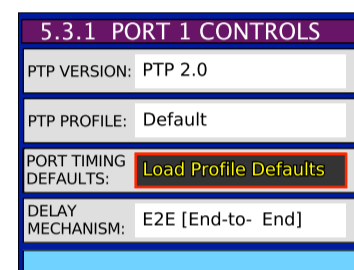 5.3.1 PORT 1 CONTROLS
PTP VERSION: PTP 2.0
PTP PROFILE: Default
PORT TIMING
DEFAULTS: Load Profile Defaults
DELAY
MECHANISM: E2E [End-to- End]